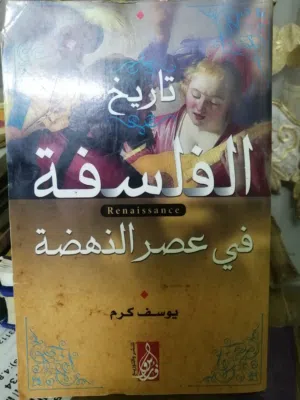 تاريخ
الفلسفة
Renaissance
في عصر النهضة
يوسف كرم